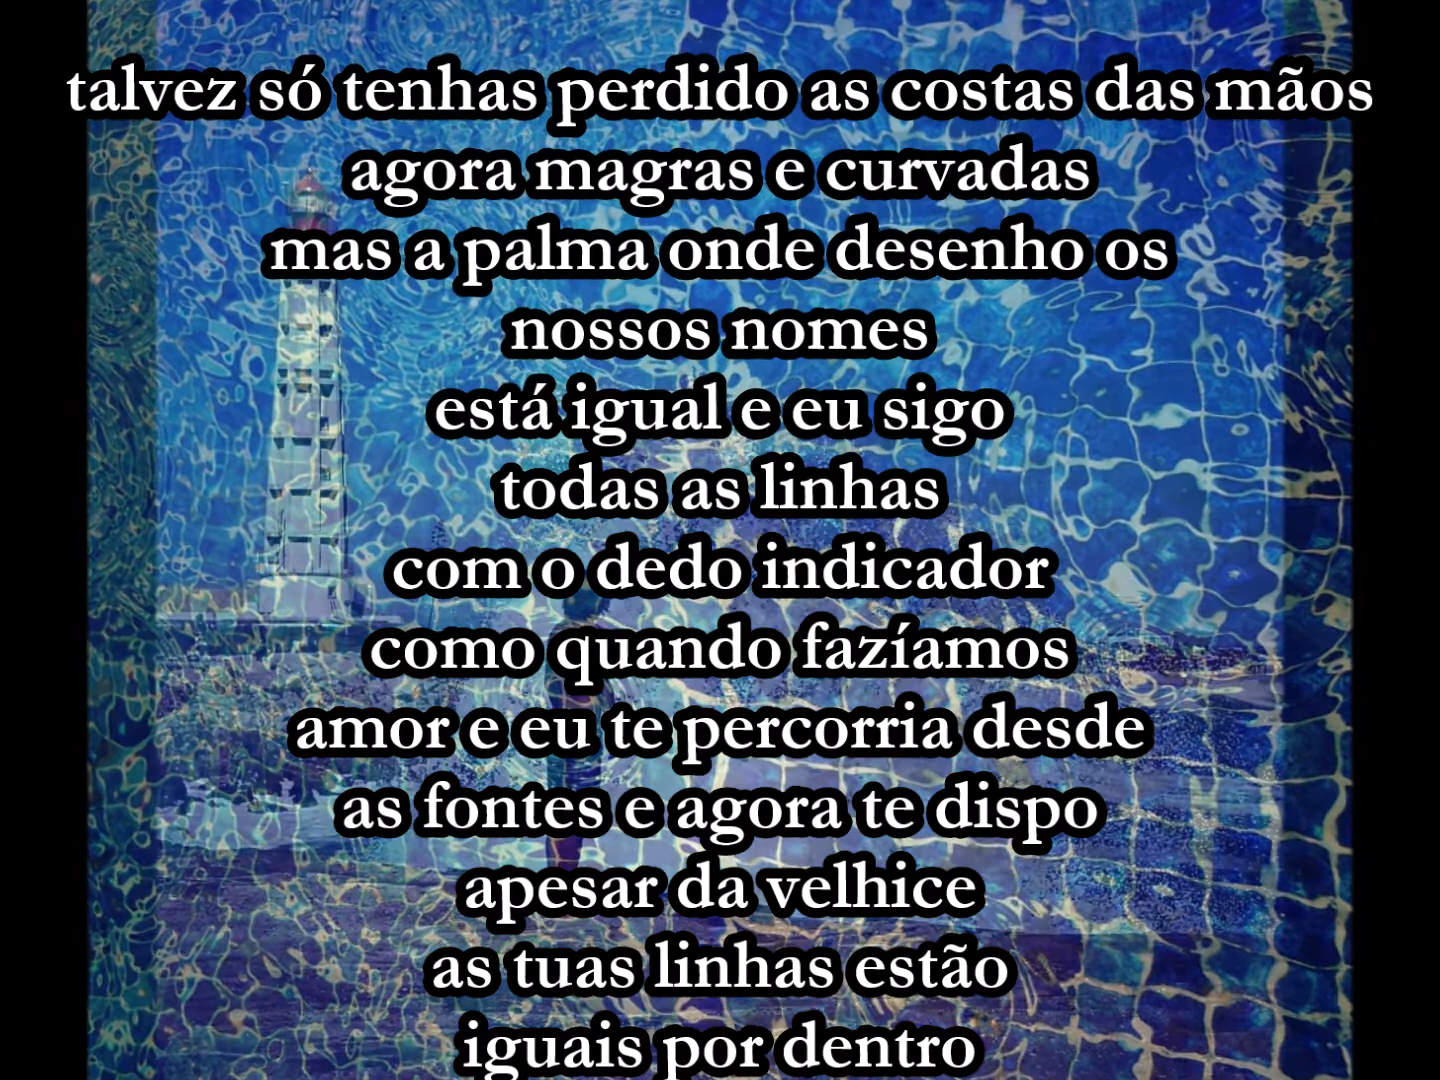 talvez só tenhas perdido as costas das mãos
agora magras e curvadas
mas a palma onde desenho os
nossos nomes
está igual e eu sigo
todas as linhas
com o dedo indicador
como quando fazíamos
amor e eu te percorria desde
as fontes e agora te dispo
apesar da velhice
as tuas linhas estão
iguais por dentro